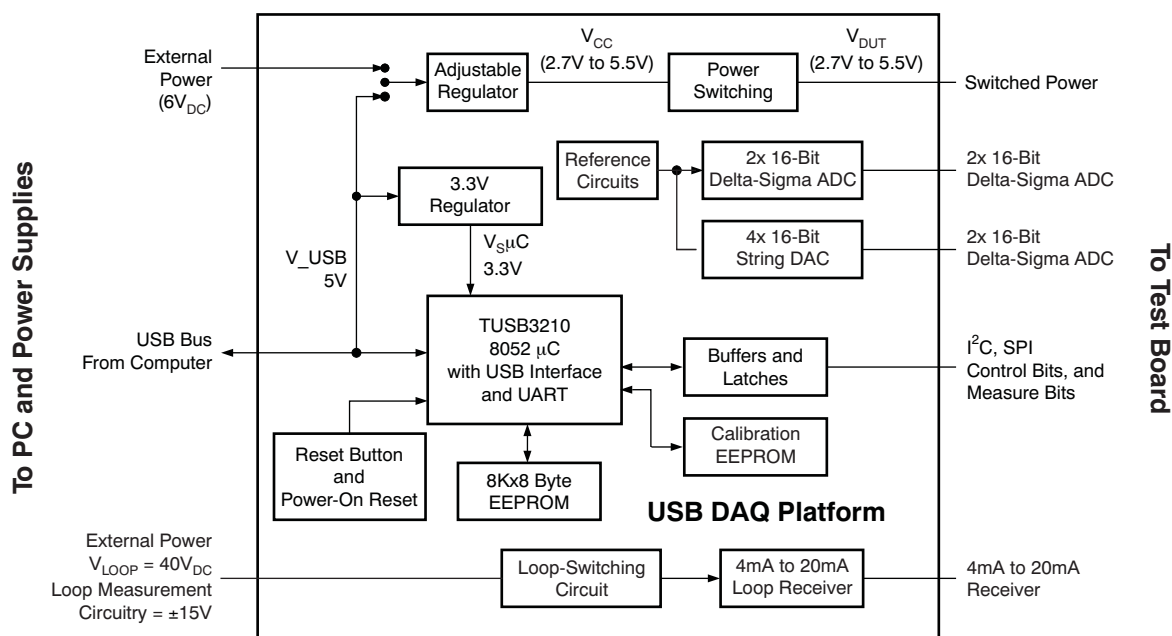 To PC and Power Supplies
External
Power
(6V_DC)
Adjustable
Regulator
V_CC
(2.7V to 5.5V)
Power
Switching
V_DUT
(2.7V to 5.5V)
Switched Power
Reference
Circuits
2x 16-Bit
Delta-Sigma ADC
2x 16-Bit
Delta-Sigma ADC
3.3V
Regulator
4x 16-Bit
String DAC
2x 16-Bit
Delta-Sigma ADC
V_SµC
3.3V
V_USB
5V
USB Bus
From Computer
TUSB3210
8052 µC
with USB Interface
and UART
Buffers and
Latches
I²C, SPI
Control Bits, and
Measure Bits
To Test Board
Reset Button
and
Power-On Reset
8Kx8 Byte
EEPROM
Calibration
EEPROM
USB DAQ Platform
External Power
V_LOOP = 40V_DC
Loop Measurement
Circuitry = ±15V
Loop-Switching
Circuit
4mA to 20mA
Loop Receiver
4mA to 20mA
Receiver